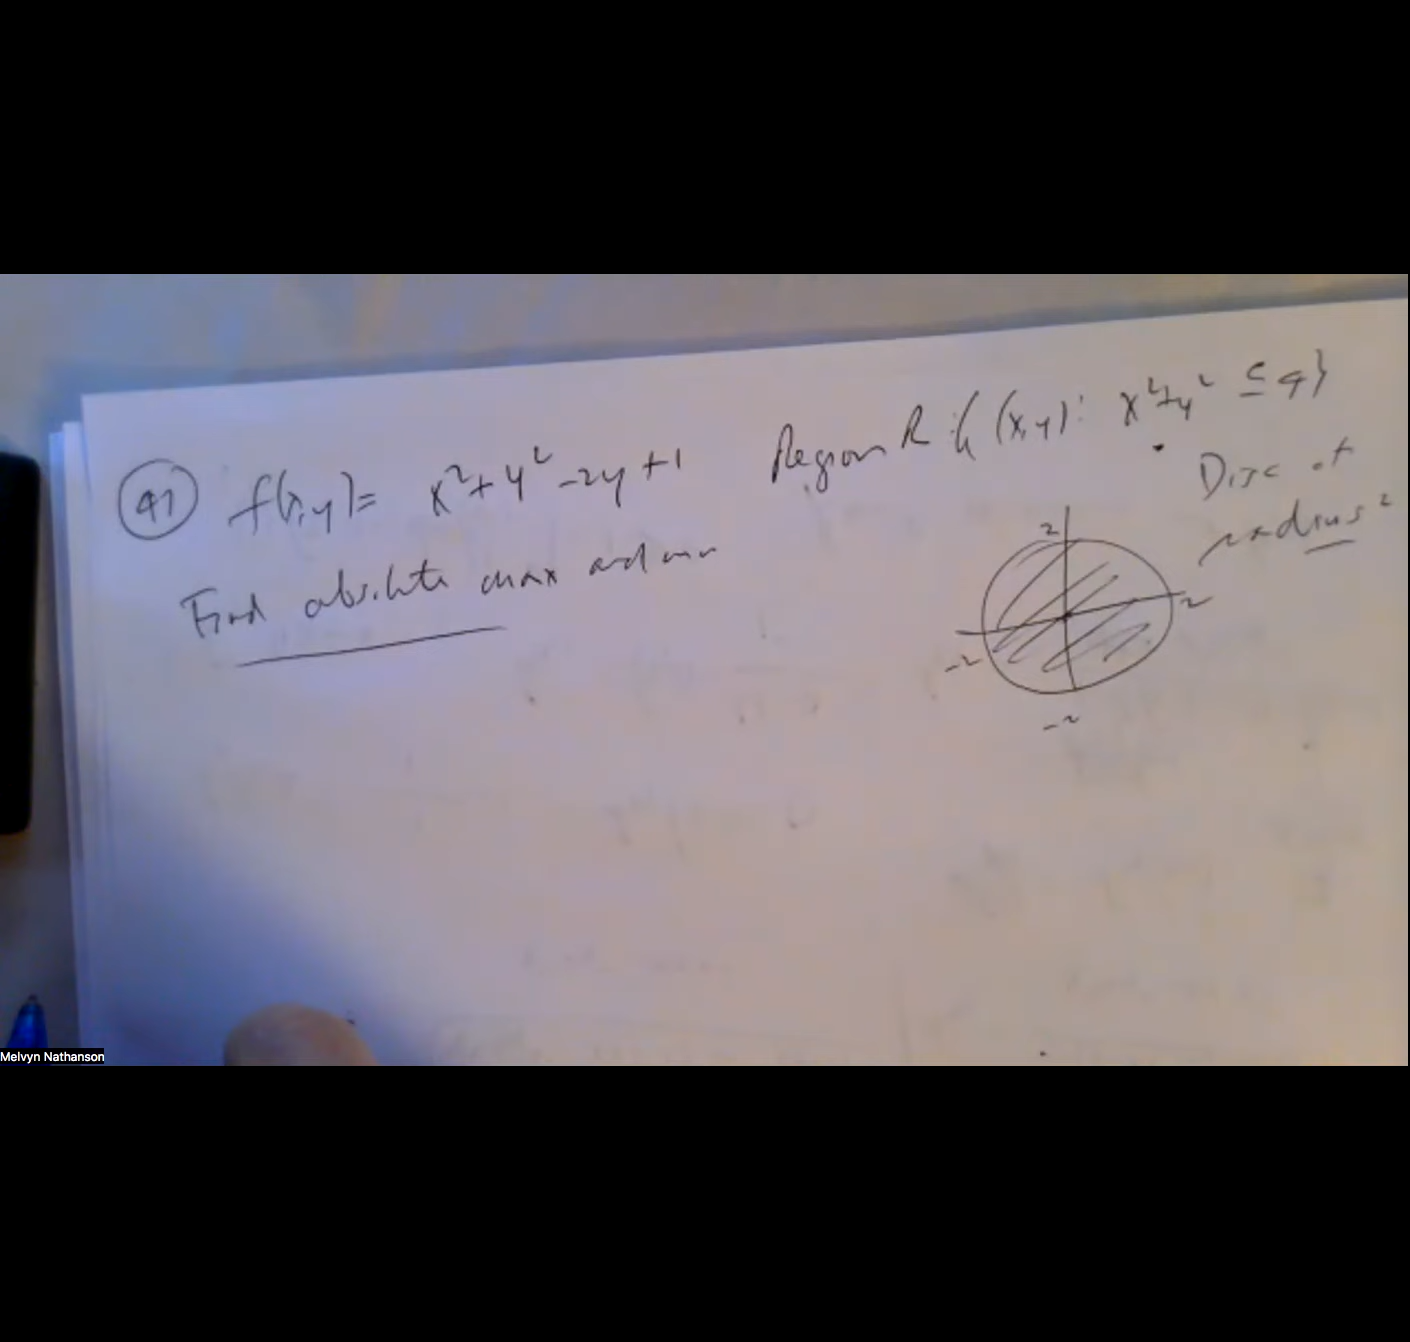 41 f(x,y) = x² + y² - 2y + 1 Region R : { (x,y) : x² + y² ≤ 4 }
Find absolute max and min
Disc of
radius 2
2
2
-2
-2
Melvyn Nathanson